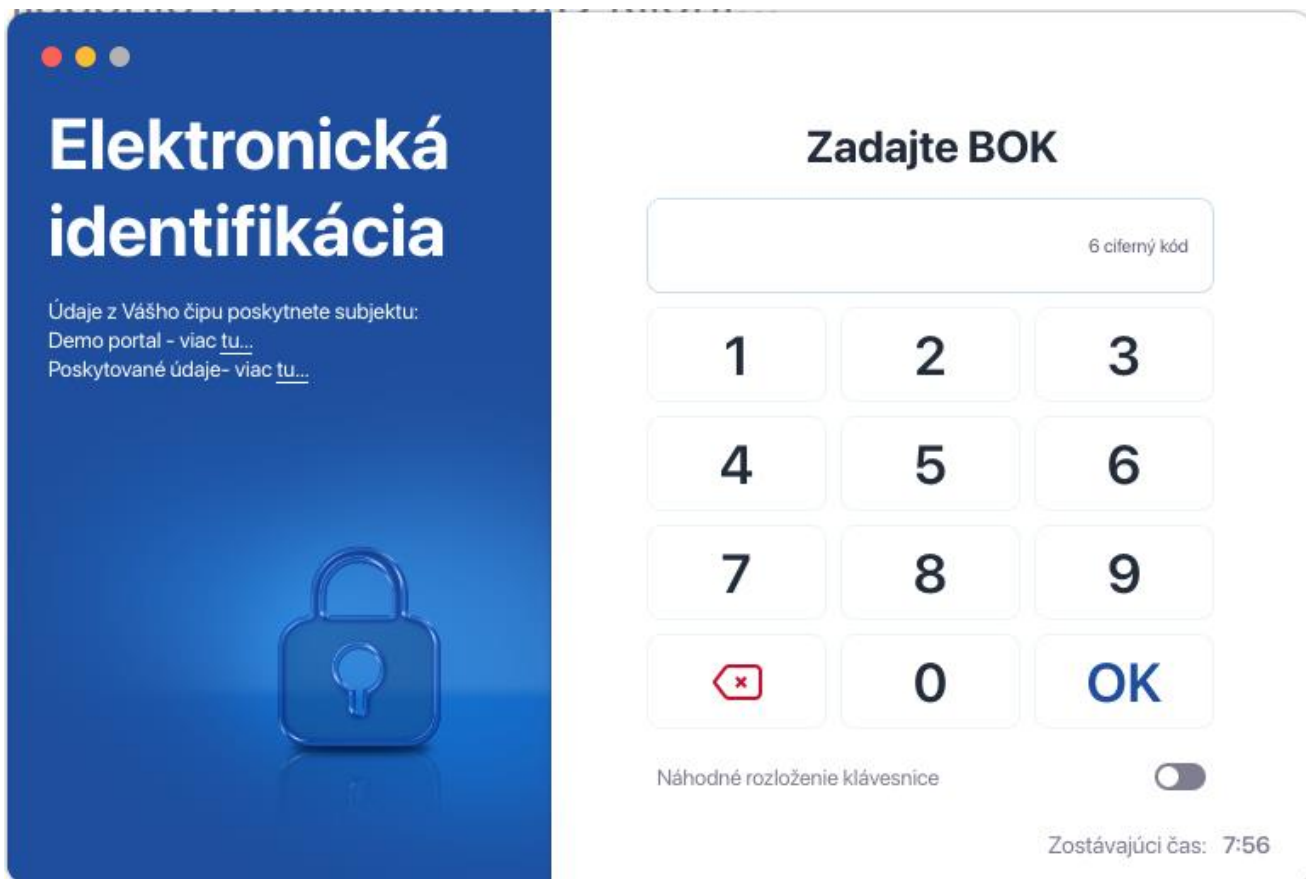 Elektronická
identifikácia
Údaje z Vášho čipu poskytnete subjektu:
Demo portal - viac tu...
Poskytované údaje- viac tu...
Zadajte BOK
6 ciferný kód
1 2 3
4 5 6
7 8 9
0 OK
Náhodné rozloženie klávesnice
Zostávajúci čas: 7:56